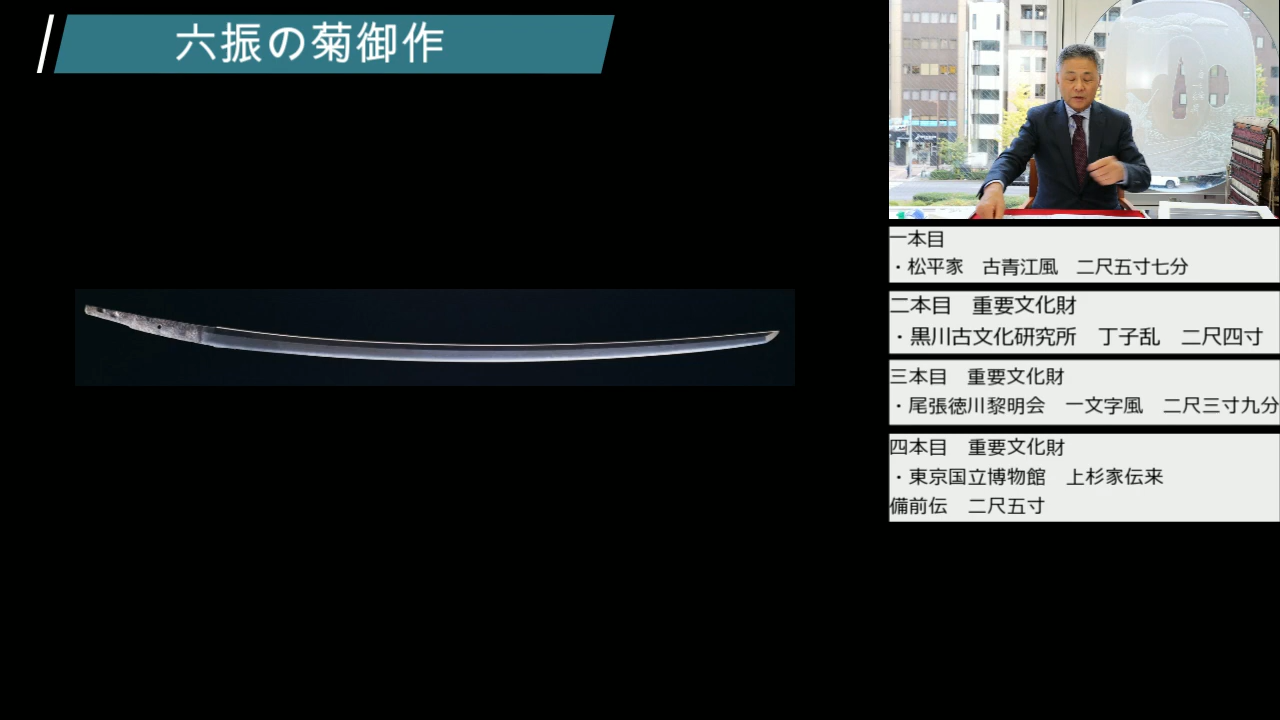 六振の菊御作
一本目
・松平家　古青江風　二尺五寸七分
二本目　重要文化財
・黒川古文化研究所　丁子乱　二尺四寸
三本目　重要文化財
・尾張徳川黎明会　一文字風　二尺三寸九分
四本目　重要文化財
・東京国立博物館　上杉家伝来
備前伝　二尺五寸